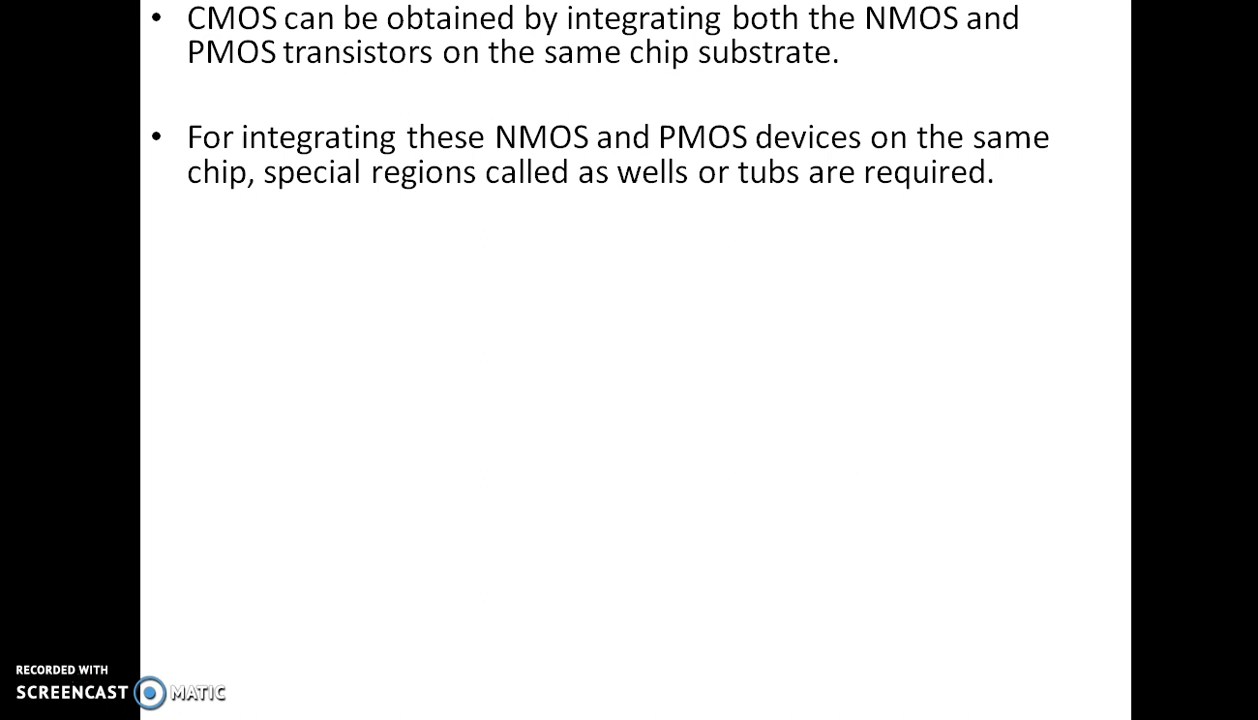 • CMOS can be obtained by integrating both the NMOS and
PMOS transistors on the same chip substrate.
• For integrating these NMOS and PMOS devices on the same
chip, special regions called as wells or tubs are required.
RECORDED WITH
SCREENCAST MATIC